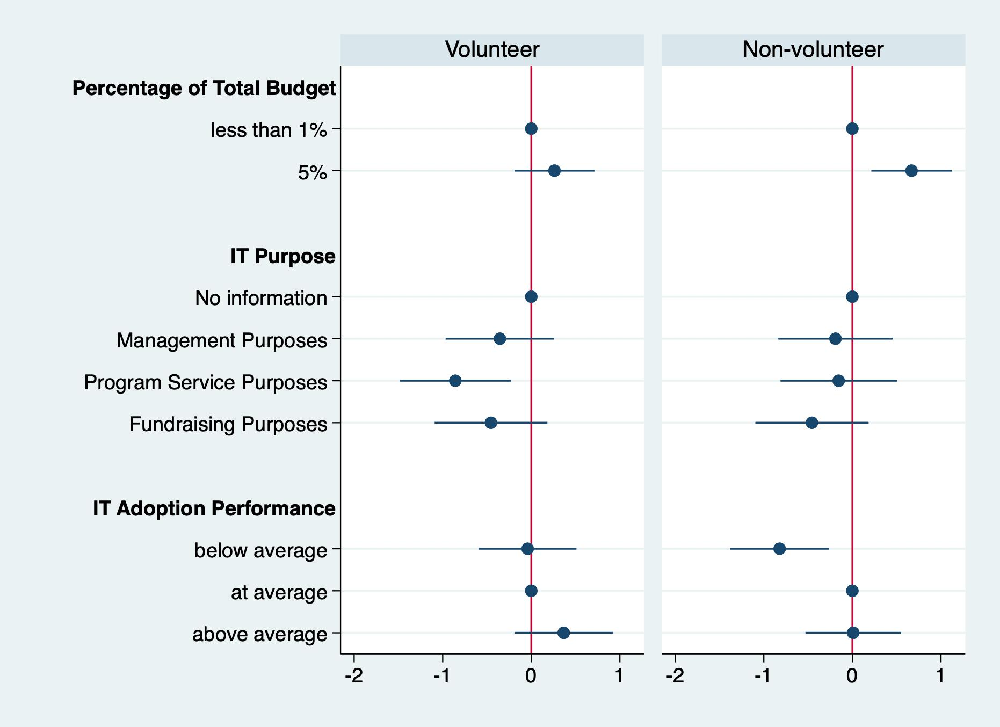 Volunteer
Non-volunteer
Percentage of Total Budget
less than 1%
5%
IT Purpose
No information
Management Purposes
Program Service Purposes
Fundraising Purposes
IT Adoption Performance
below average
at average
above average
-2 -1 0 1
-2 -1 0 1